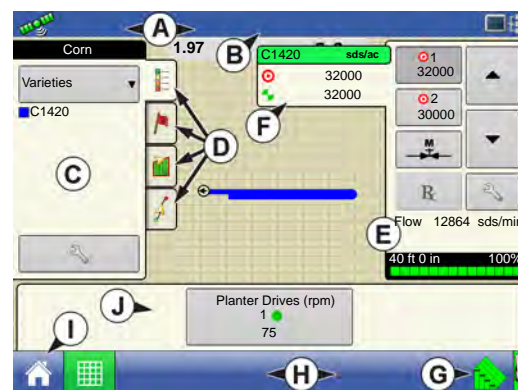 A
Corn
1.97
B
C1420 sds/ac
32000
32000
F
1
32000
2
30000
M
R
Flow 12864 sds/min
E
40 ft 0 in 100%
Varieties
C1420
C
D
J
Planter Drives (rpm)
1
75
I
H
G